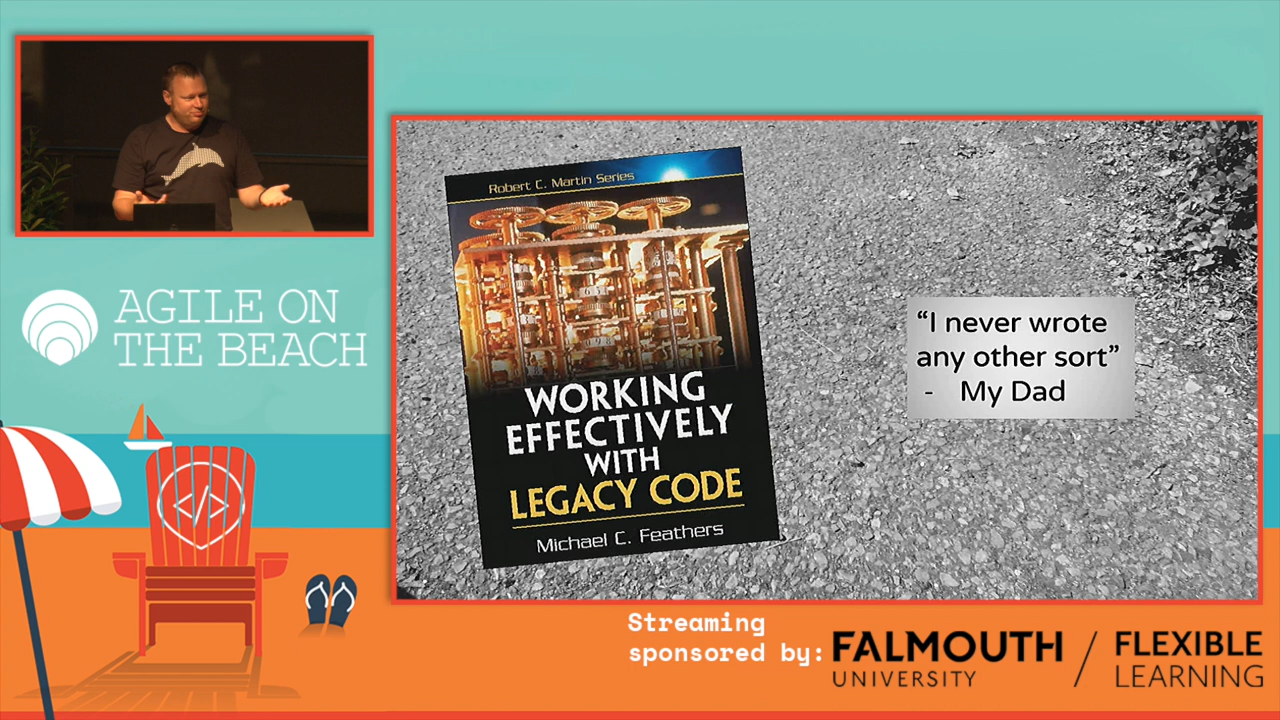 AGILE ON
THE BEACH
</>
Robert C. Martin Series
WORKING
EFFECTIVELY
WITH
LEGACY CODE
Michael C. Feathers
“I never wrote
any other sort”
- My Dad
Streaming
sponsored by:
FALMOUTH
UNIVERSITY
FLEXIBLE
LEARNING